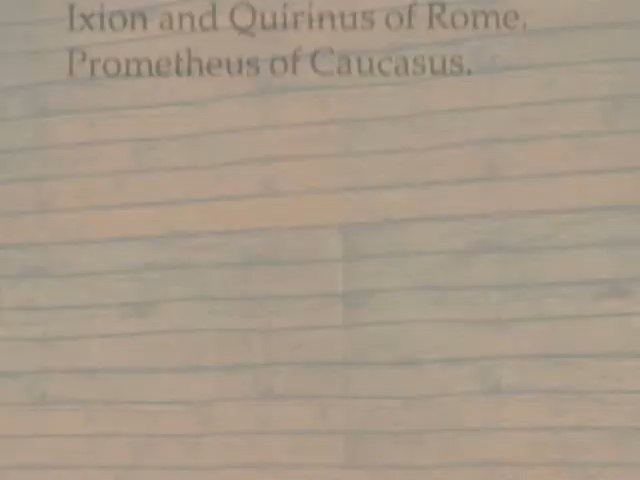 Ixion and Quirinus of Rome.
Prometheus of Caucasus.